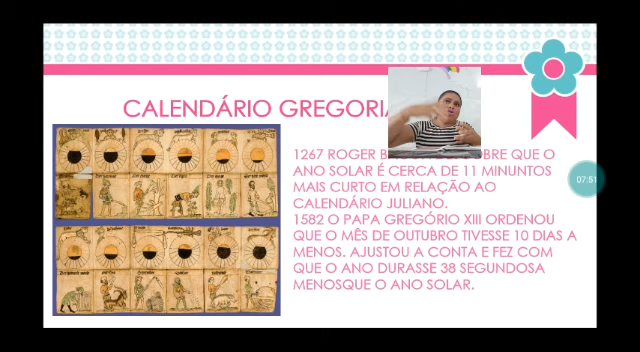 CALENDÁRIO GREGORIA
1267 ROGER B BRE QUE O
ANO SOLAR É CERCA DE 11 MINUNTOS
MAIS CURTO EM RELAÇÃO AO
CALENDÁRIO JULIANO.
1582 O PAPA GREGÓRIO XIII ORDENOU
QUE O MÊS DE OUTUBRO TIVESSE 10 DIAS A
MENOS. AJUSTOU A CONTA E FEZ COM
QUE O ANO DURASSE 38 SEGUNDOSA
MENOSQUE O ANO SOLAR.
07:51